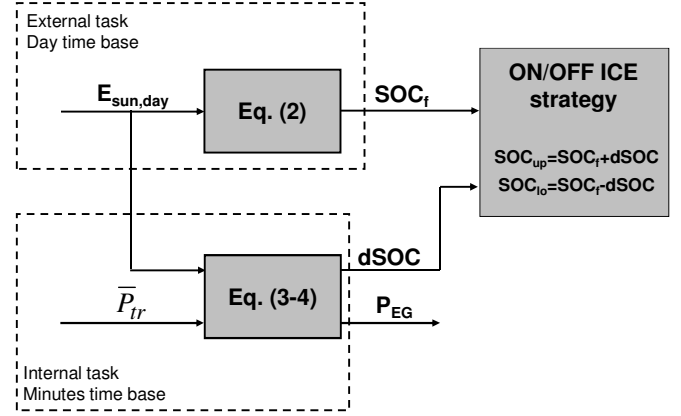 External task
Day time base
E_sun,day
Eq. (2)
SOC_f
ON/OFF ICE
strategy
SOC_up=SOC_f+dSOC
SOC_lo=SOC_f-dSOC
dSOC
P̅_tr
Eq. (3-4)
P_EG
Internal task
Minutes time base